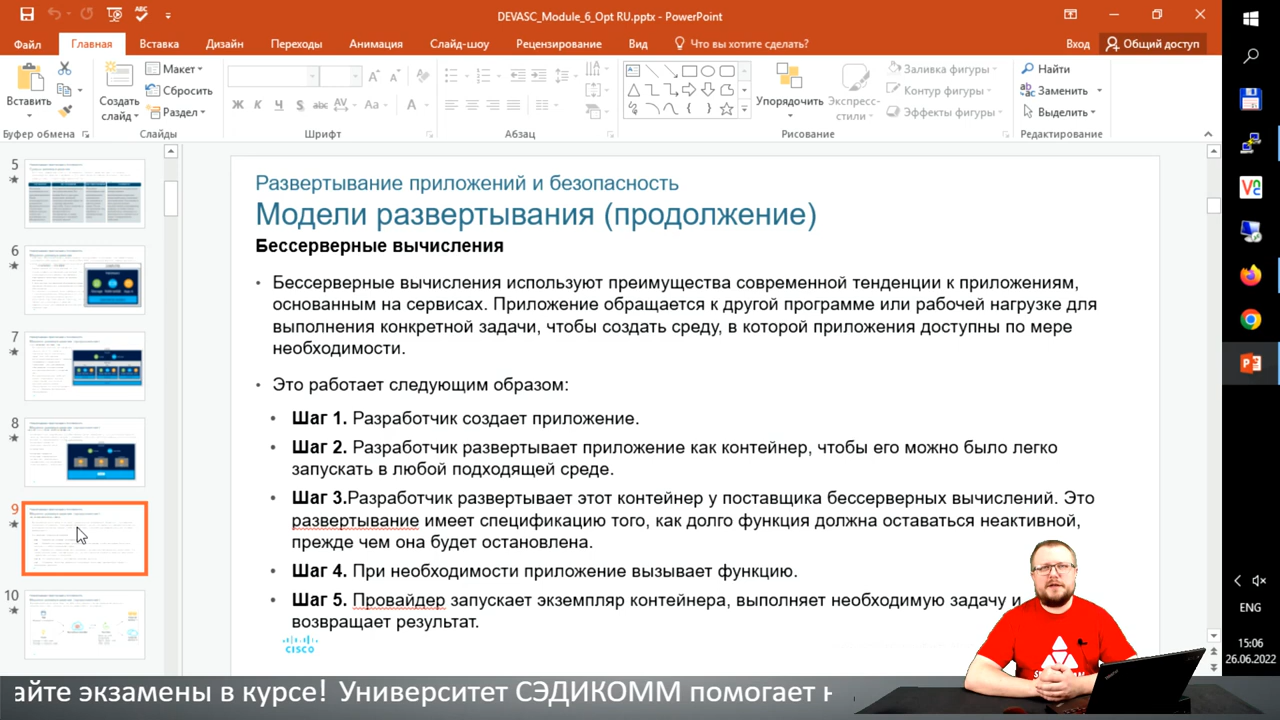 DEVASC_Module_6_Opt RU.pptx - PowerPoint
Файл Главная Вставка Дизайн Переходы Анимация Слайд-шоу Рецензирование Вид Что вы хотите сделать? Вход Общий доступ
Вставить
Создать слайд
Макет
Сбросить
Раздел
Ж К Ч S abc AV Aa А
Упорядочить
Экспресс-стили
Заливка фигуры
Контур фигуры
Эффекты фигуры
Найти
Заменить
Выделить
Буфер обмена Слайды Шрифт Абзац Рисование Редактирование
5
6
7
8
9
10
Развертывание приложений и безопасность
Модели развертывания (продолжение)
Бессерверные вычисления
• Бессерверные вычисления используют преимущества современной тенденции к приложениям,
основанным на сервисах. Приложение обращается к другой программе или рабочей нагрузке для
выполнения конкретной задачи, чтобы создать среду, в которой приложения доступны по мере
необходимости.
• Это работает следующим образом:
• Шаг 1. Разработчик создает приложение.
• Шаг 2. Разработчик развертывает приложение как контейнер, чтобы его можно было легко
запускать в любой подходящей среде.
• Шаг 3.Разработчик развертывает этот контейнер у поставщика бессерверных вычислений. Это
развертывание имеет спецификацию того, как долго функция должна оставаться неактивной,
прежде чем она будет остановлена.
• Шаг 4. При необходимости приложение вызывает функцию.
• Шаг 5. Провайдер запускает экземпляр контейнера, выполняет необходимую задачу и
возвращает результат.
CISCO
ENG
15:06
26.06.2022
айте экзамены в курсе! Университет СЭДИКОММ помогает